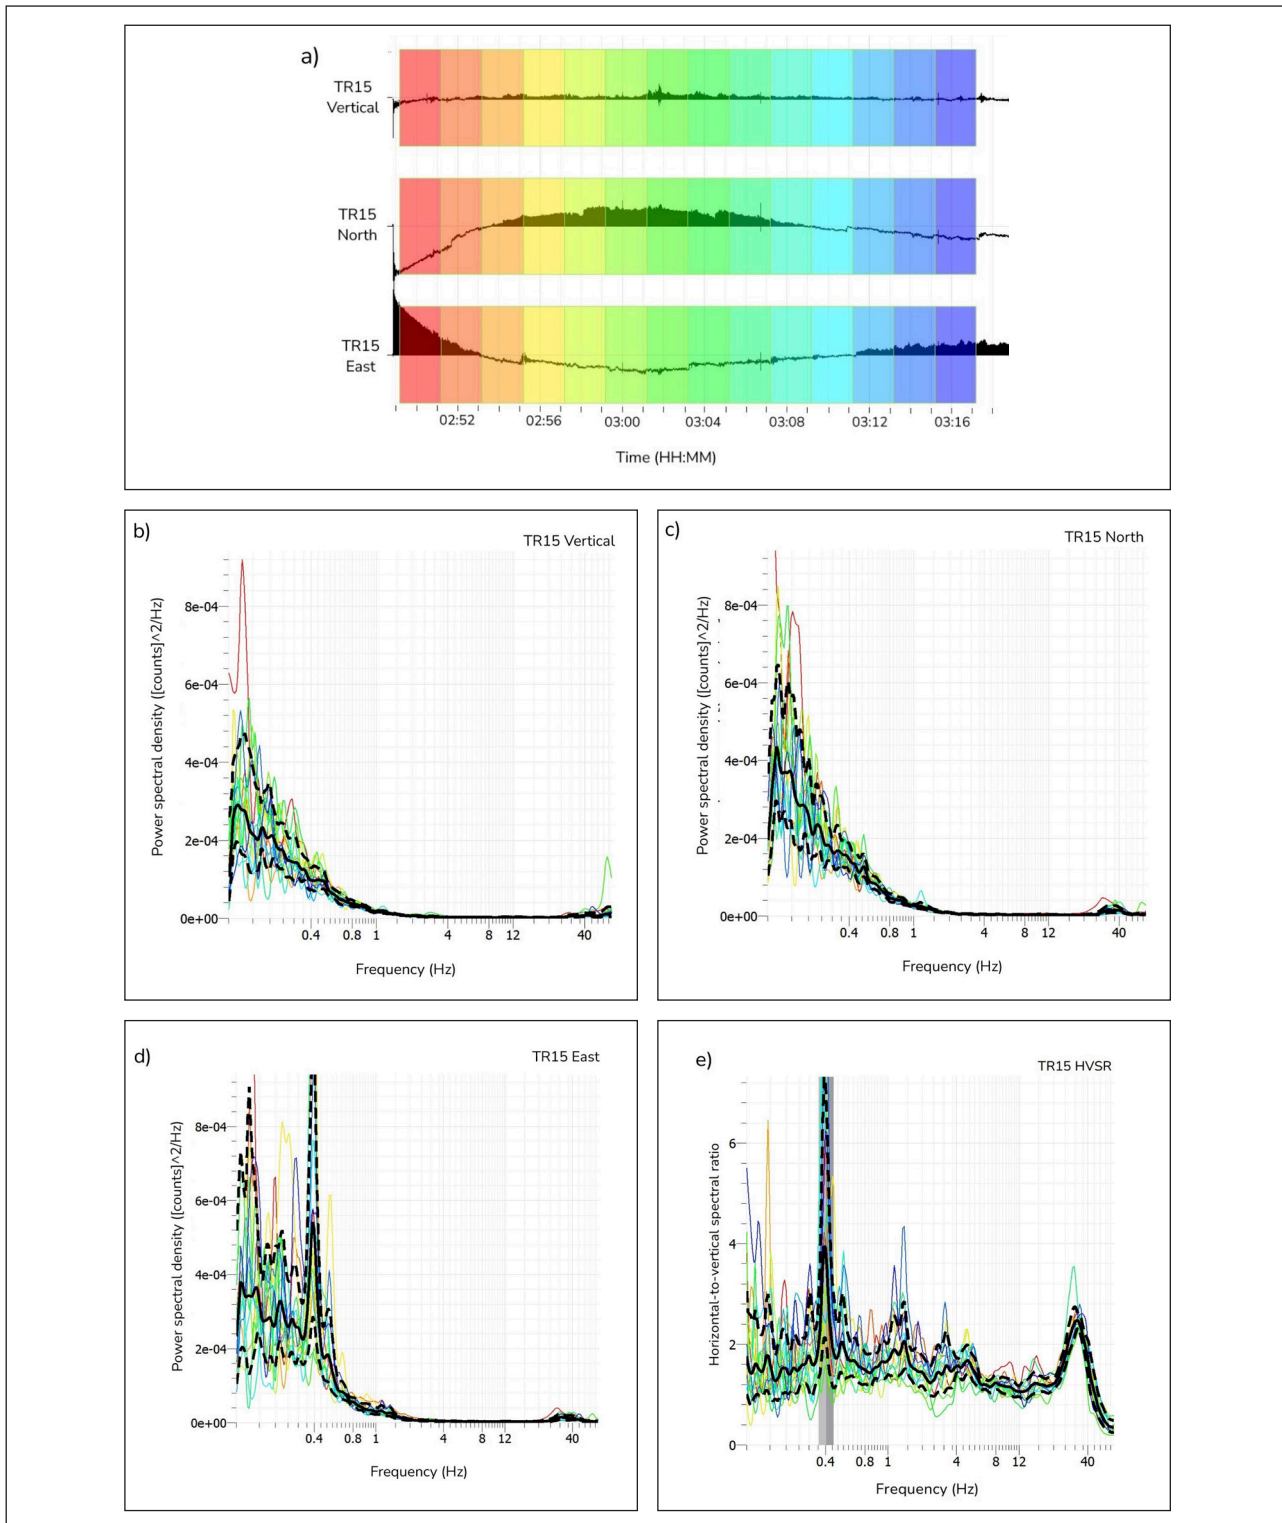 a)
TR15
Vertical
TR15
North
TR15
East
02:52 02:56 03:00 03:04 03:08 03:12 03:16
Time (HH:MM)
b)
TR15 Vertical
Power spectral density ([counts]^2/Hz)
8e-04
6e-04
4e-04
2e-04
0e+00
0.4 0.8 1 4 8 12 40
Frequency (Hz)
c)
TR15 North
Power spectral density ([counts]^2/Hz)
8e-04
6e-04
4e-04
2e-04
0e+00
0.4 0.8 1 4 8 12 40
Frequency (Hz)
d)
TR15 East
Power spectral density ([counts]^2/Hz)
8e-04
6e-04
4e-04
2e-04
0e+00
0.4 0.8 1 4 8 12 40
Frequency (Hz)
e)
TR15 HVSR
Horizontal-to-vertical spectral ratio
6
4
2
0
0.4 0.8 1 4 8 12 40
Frequency (Hz)